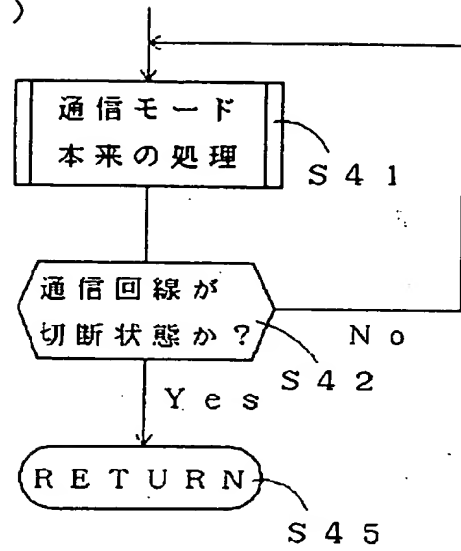 )
通信モード
本来の処理
S41
通信回線が
切断状態か?
No
S42
Yes
RETURN
S45